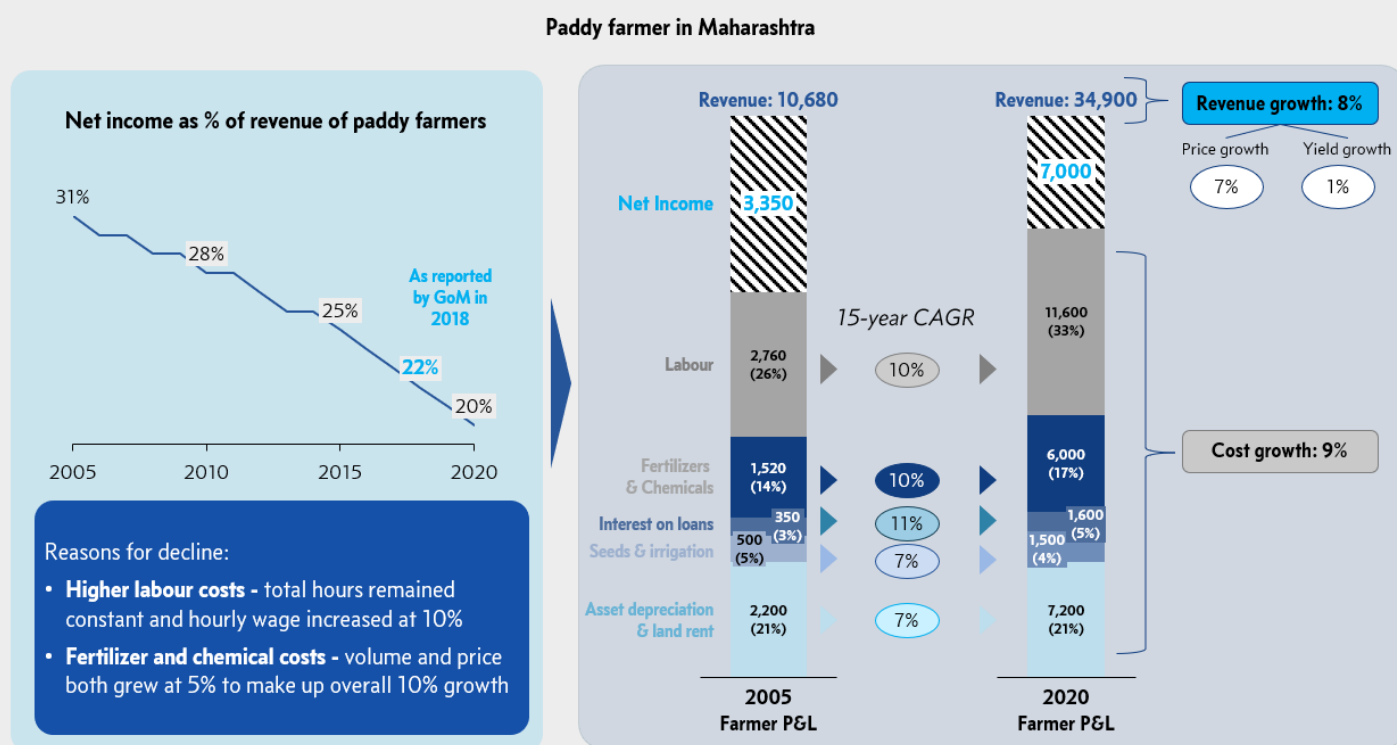 Paddy farmer in Maharashtra
Net income as % of revenue of paddy farmers
31%
28%
25%
As reported
by GoM in
2018
22%
20%
2005
2010
2015
2020
Reasons for decline:
• Higher labour costs - total hours remained
constant and hourly wage increased at 10%
• Fertilizer and chemical costs - volume and price
both grew at 5% to make up overall 10% growth
Revenue: 10,680
Revenue: 34,900
Revenue growth: 8%
Price growth
Yield growth
7%
1%
Net Income
3,350
7,000
15-year CAGR
Labour
2,760
(26%)
10%
11,600
(33%)
Cost growth: 9%
Fertilizers
& Chemicals
1,520
(14%)
10%
6,000
(17%)
Interest on loans
350
(3%)
11%
1,600
(5%)
Seeds & irrigation
500
(5%)
7%
1,500
(4%)
Asset depreciation
& land rent
2,200
(21%)
7%
7,200
(21%)
2005
Farmer P&L
2020
Farmer P&L